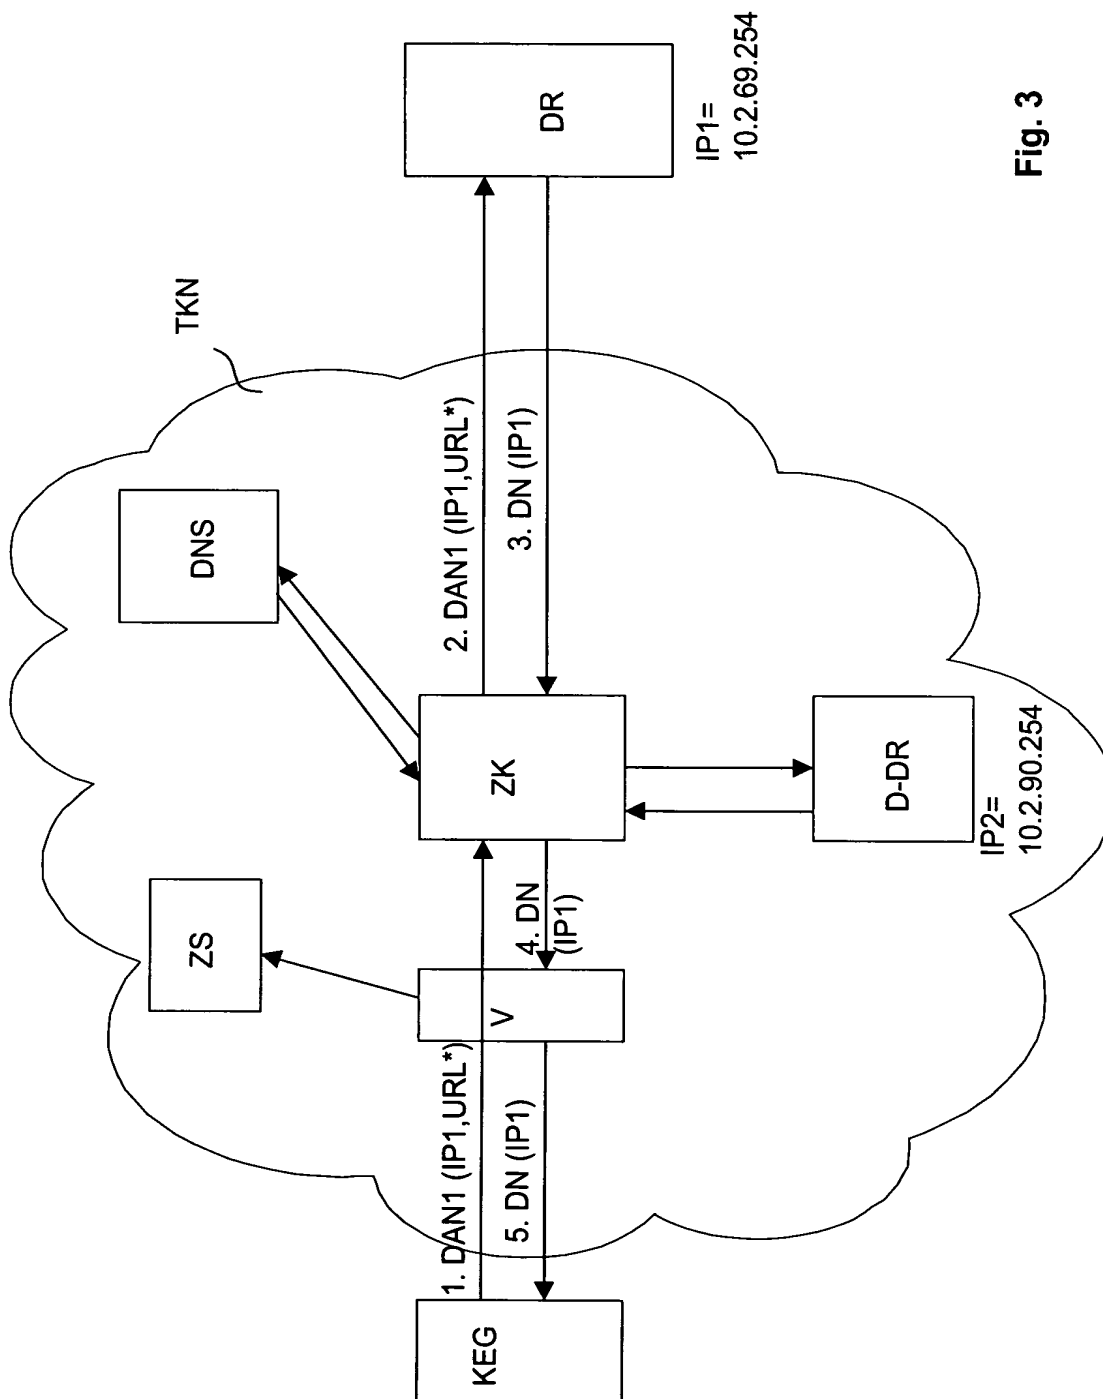 KEG
1. DAN1 (IP1,URL*)
5. DN (IP1)
V
ZS
4. DN
(IP1)
ZK
DNS
D-DR
IP2=
10.2.90.254
2. DAN1 (IP1,URL*)
3. DN (IP1)
TKN
DR
IP1=
10.2.69.254
Fig. 3